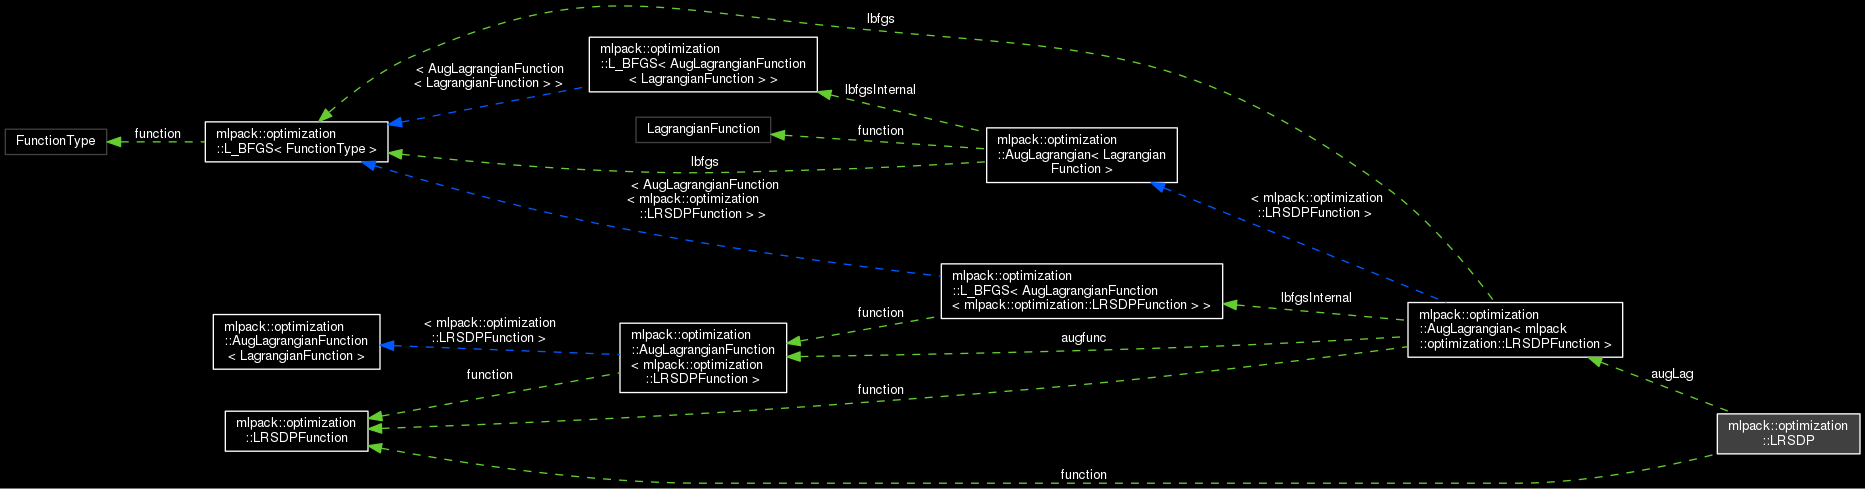 lbfgs
mlpack::optimization
::L_BFGS< AugLagrangianFunction
< LagrangianFunction > >
< AugLagrangianFunction
< LagrangianFunction > >
lbfgsInternal
FunctionType
function
mlpack::optimization
::L_BFGS< FunctionType >
LagrangianFunction
function
mlpack::optimization
::AugLagrangian< Lagrangian
Function >
lbfgs
< AugLagrangianFunction
< mlpack::optimization
::LRSDPFunction > >
< mlpack::optimization
::LRSDPFunction >
mlpack::optimization
::L_BFGS< AugLagrangianFunction
< mlpack::optimization::LRSDPFunction > >
lbfgsInternal
mlpack::optimization
::AugLagrangianFunction
< LagrangianFunction >
< mlpack::optimization
::LRSDPFunction >
mlpack::optimization
::AugLagrangianFunction
< mlpack::optimization
::LRSDPFunction >
function
augfunc
mlpack::optimization
::AugLagrangian< mlpack
::optimization::LRSDPFunction >
function
function
augLag
mlpack::optimization
::LRSDPFunction
mlpack::optimization
::LRSDP
function